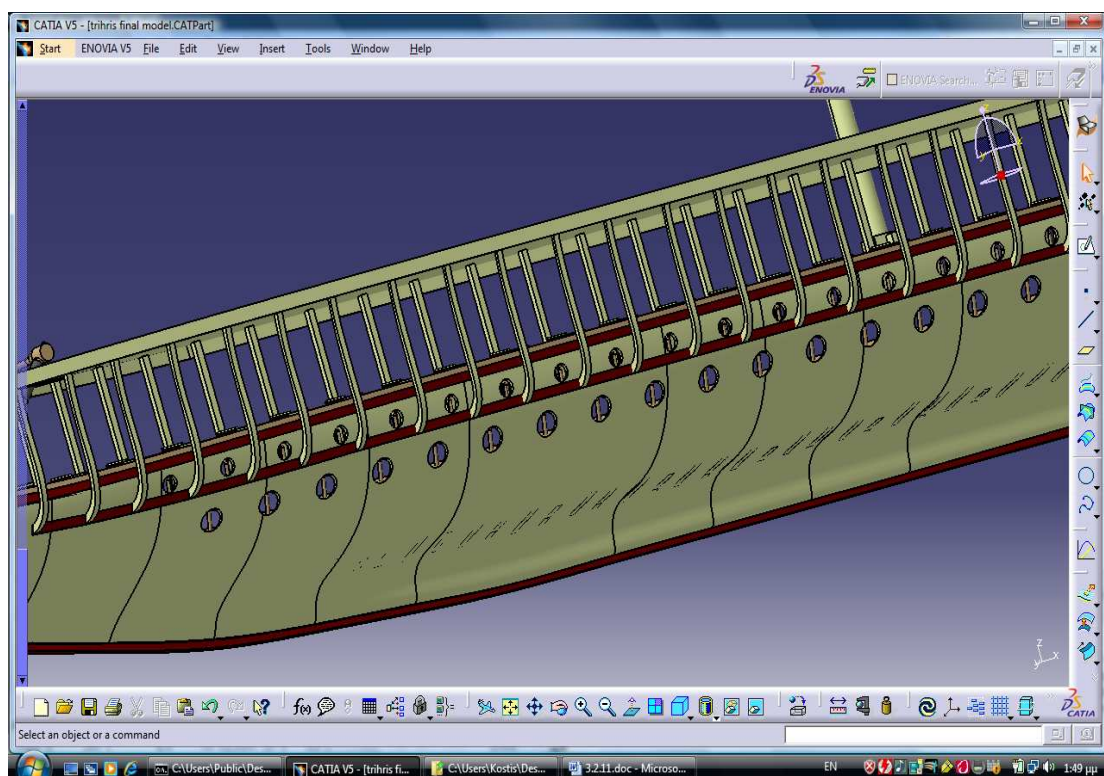 CATIA V5 - [trihris final model.CATPart]
Start ENOVIA V5 File Edit View Insert Tools Window Help
ENOVIA
ENOVIA Search...
z
x
y
f(x)
CATIA
Select an object or a command
C:\Users\Public\Des... CATIA V5 - [trihris fi... C:\Users\Kostis\Des... 3.2.11.doc - Microso... EN 1:49 μμ